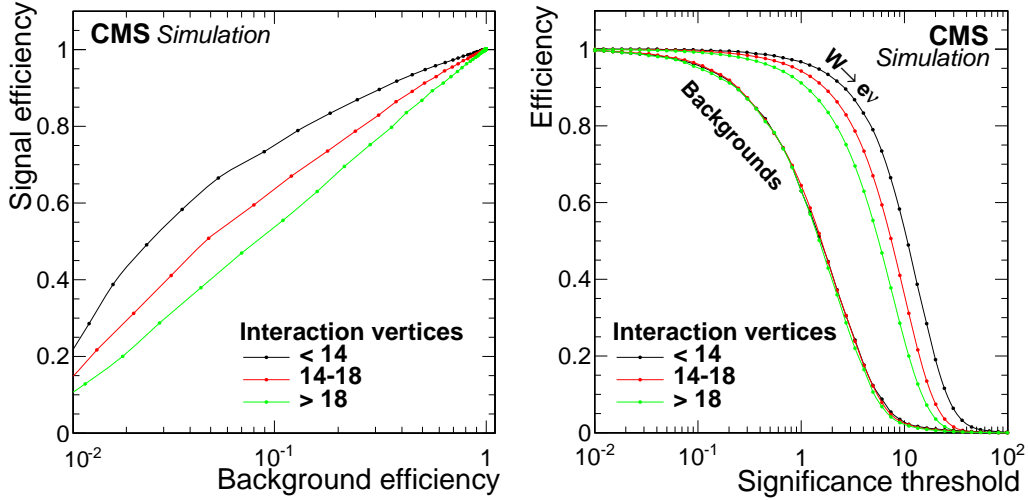 CMS Simulation
Signal efficiency
1
0.8
0.6
0.4
0.2
0
Interaction vertices
< 14
14-18
> 18
10-2
10-1
1
Background efficiency
CMS
Simulation
Efficiency
1
0.8
0.6
0.4
0.2
0
W→eν
Backgrounds
Interaction vertices
< 14
14-18
> 18
10-2
10-1
1
10
102
Significance threshold